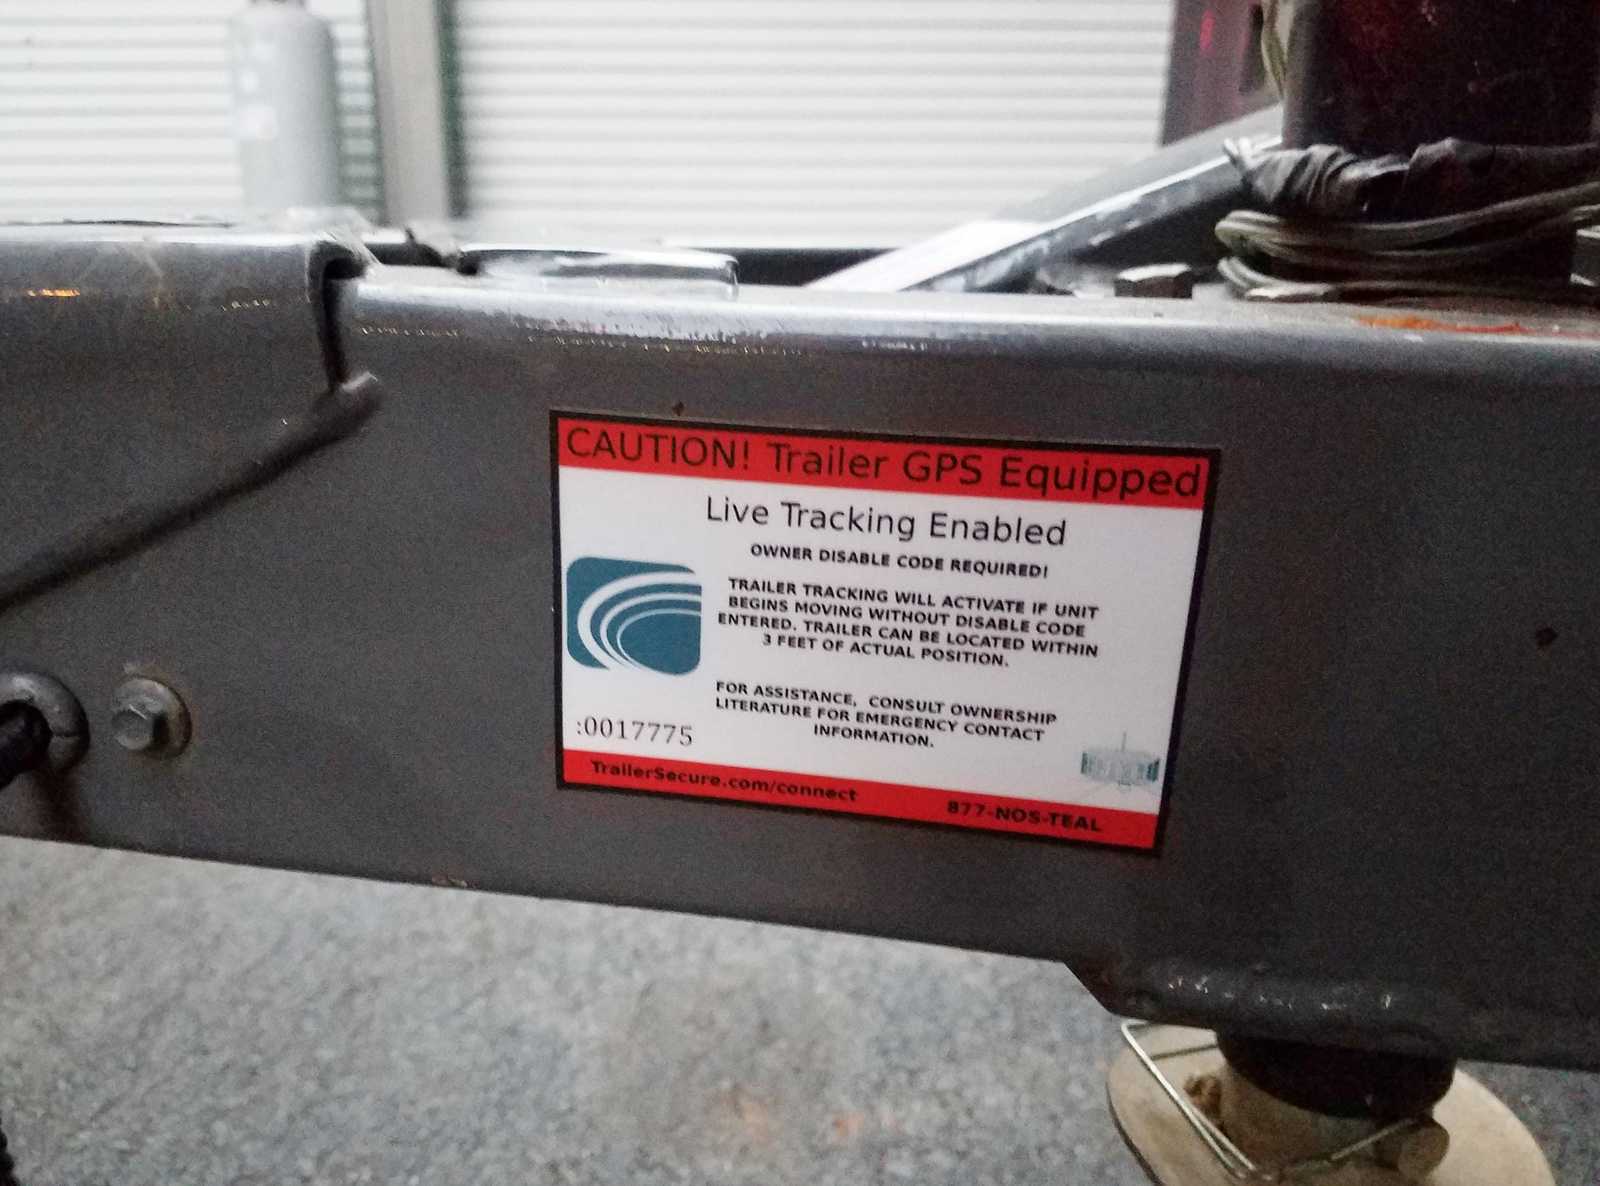 CAUTION! Trailer GPS Equipped
Live Tracking Enabled
OWNER DISABLE CODE REQUIRED!
TRAILER TRACKING WILL ACTIVATE IF UNIT
BEGINS MOVING WITHOUT DISABLE CODE
ENTERED. TRAILER CAN BE LOCATED WITHIN
3 FEET OF ACTUAL POSITION.
FOR ASSISTANCE, CONSULT OWNERSHIP
LITERATURE FOR EMERGENCY CONTACT
INFORMATION.
:0017775
TrailerSecure.com/connect 877-NOS-TEAL